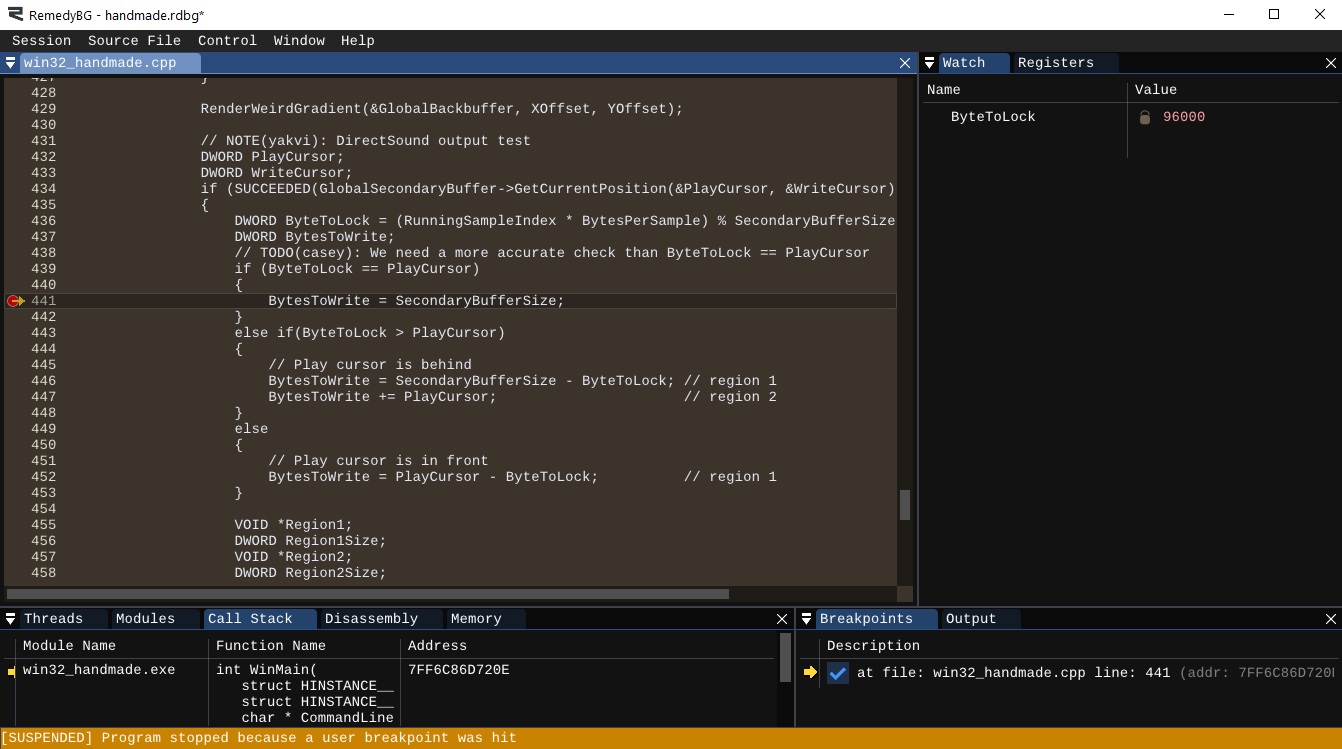 RemedyBG - handmade.rdbg*
Session Source File Control Window Help
win32_handmade.cpp
427 }
428
429 RenderWeirdGradient(&GlobalBackbuffer, XOffset, YOffset);
430
431 // NOTE(yakvi): DirectSound output test
432 DWORD PlayCursor;
433 DWORD WriteCursor;
434 if (SUCCEEDED(GlobalSecondaryBuffer->GetCurrentPosition(&PlayCursor, &WriteCursor)
435 {
436 DWORD ByteToLock = (RunningSampleIndex * BytesPerSample) % SecondaryBufferSize
437 DWORD BytesToWrite;
438 // TODO(casey): We need a more accurate check than ByteToLock == PlayCursor
439 if (ByteToLock == PlayCursor)
440 {
441 BytesToWrite = SecondaryBufferSize;
442 }
443 else if(ByteToLock > PlayCursor)
444 {
445 // Play cursor is behind
446 BytesToWrite = SecondaryBufferSize - ByteToLock; // region 1
447 BytesToWrite += PlayCursor; // region 2
448 }
449 else
450 {
451 // Play cursor is in front
452 BytesToWrite = PlayCursor - ByteToLock; // region 1
453 }
454
455 VOID *Region1;
456 DWORD Region1Size;
457 VOID *Region2;
458 DWORD Region2Size;
Watch Registers
Name Value
ByteToLock 96000
Threads Modules Call Stack Disassembly Memory
Module Name Function Name Address
win32_handmade.exe int WinMain( 7FF6C86D720E
struct HINSTANCE__
struct HINSTANCE__
char * CommandLine
Breakpoints Output
Description
at file: win32_handmade.cpp line: 441 (addr: 7FF6C86D720
[SUSPENDED] Program stopped because a user breakpoint was hit